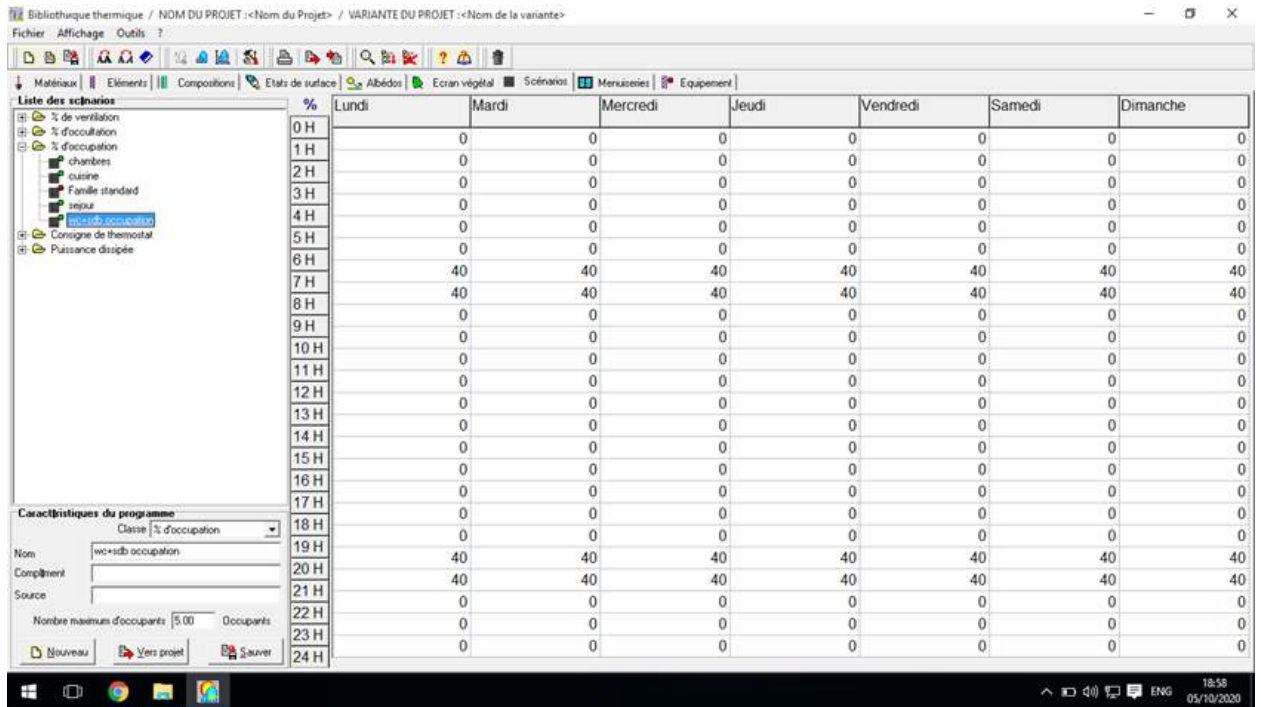 Bibliothuque thermique / NOM DU PROJET :<Nom du Projet> / VARIANTE DU PROJET :<Nom de la variante>
Fichier Affichage Outils ?
Matériaux Eléments Compositions Etats de surface Albédos Ecran végétal Scénarios Menuiseries Equipement
Liste des scjnarios
% de ventilation
% d'occultation
% d'occupation
chambres
cuisine
Famille standard
sejour
wc+sdb occupation
Consigne de thermostat
Puissance dissipée
% Lundi Mardi Mercredi Jeudi Vendredi Samedi Dimanche
0 H
0 0 0 0 0 0 0
1 H
0 0 0 0 0 0 0
2 H
0 0 0 0 0 0 0
3 H
0 0 0 0 0 0 0
4 H
0 0 0 0 0 0 0
5 H
0 0 0 0 0 0 0
6 H
40 40 40 40 40 40 40
7 H
40 40 40 40 40 40 40
8 H
0 0 0 0 0 0 0
9 H
0 0 0 0 0 0 0
10 H
0 0 0 0 0 0 0
11 H
0 0 0 0 0 0 0
12 H
0 0 0 0 0 0 0
13 H
0 0 0 0 0 0 0
14 H
0 0 0 0 0 0 0
15 H
0 0 0 0 0 0 0
16 H
0 0 0 0 0 0 0
17 H
0 0 0 0 0 0 0
18 H
0 0 0 0 0 0 0
19 H
40 40 40 40 40 40 40
20 H
40 40 40 40 40 40 40
21 H
0 0 0 0 0 0 0
22 H
0 0 0 0 0 0 0
23 H
0 0 0 0 0 0 0
24 H
Classe % d'occupation
Nom wc+sdb occupation
Source
Nombre maximum d'occupants 5.00 Occupants
Nouveau Vers projet Sauver
ENG 18:58
05/10/2020